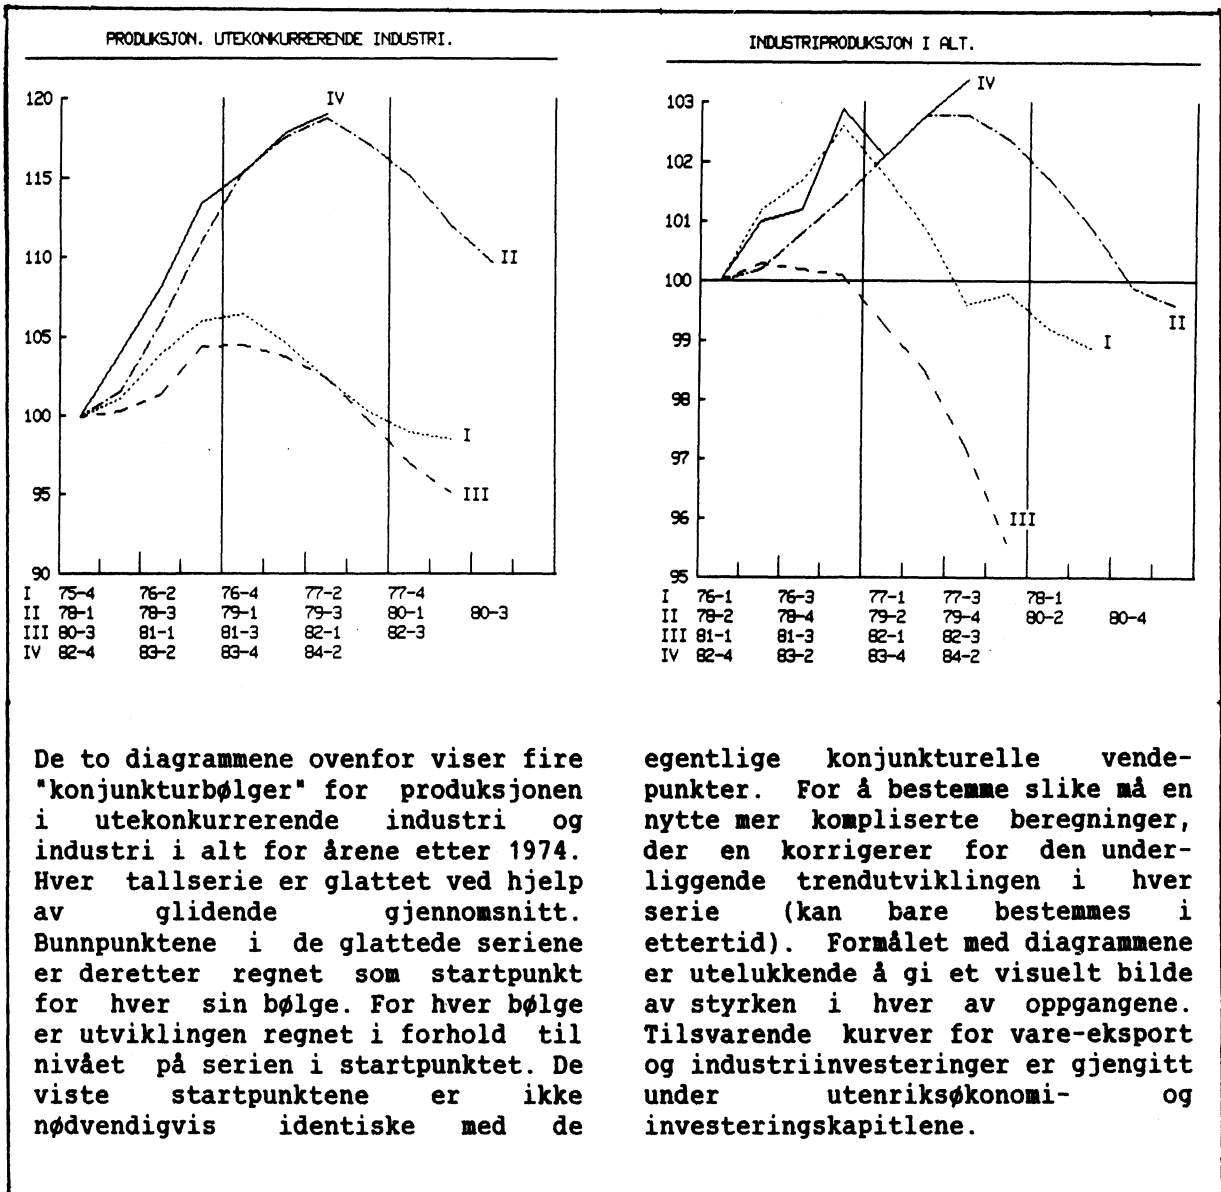 PRODUKSJON. UTEKONKURRERENDE INDUSTRI.
120
115
110
105
100
95
90
IV
II
I
III
I 75-4 76-2 76-4 77-2 77-4
II 78-1 78-3 79-1 79-3 80-1 80-3
III 80-3 81-1 81-3 82-1 82-3
IV 82-4 83-2 83-4 84-2
INDUSTRIPRODUKSJON I ALT.
103
102
101
100
99
98
97
96
95
IV
II
I
III
I 76-1 76-3 77-1 77-3 78-1
II 78-2 78-4 79-2 79-4 80-2 80-4
III 81-1 81-3 82-1 82-3
IV 82-4 83-2 83-4 84-2
De to diagrammene ovenfor viser fire
"konjunkturbølger" for produksjonen
i utekonkurrerende industri og
industri i alt for årene etter 1974.
Hver tallserie er glattet ved hjelp
av glidende gjennomsnitt.
Bunnpunktene i de glattede seriene
er deretter regnet som startpunkt
for hver sin bølge. For hver bølge
er utviklingen regnet i forhold til
nivået på serien i startpunktet. De
viste startpunktene er ikke
nødvendigvis identiske med de
egentlige konjunkturelle vende-
punkter. For å bestemme slike må en
nytte mer kompliserte beregninger,
der en korrigerer for den under-
liggende trendutviklingen i hver
serie (kan bare bestemmes i
ettertid). Formålet med diagrammene
er utelukkende å gi et visuelt bilde
av styrken i hver av oppgangene.
Tilsvarende kurver for vare-eksport
og industriinvesteringer er gjengitt
under utenriksøkonomi- og
investeringskapitlene.